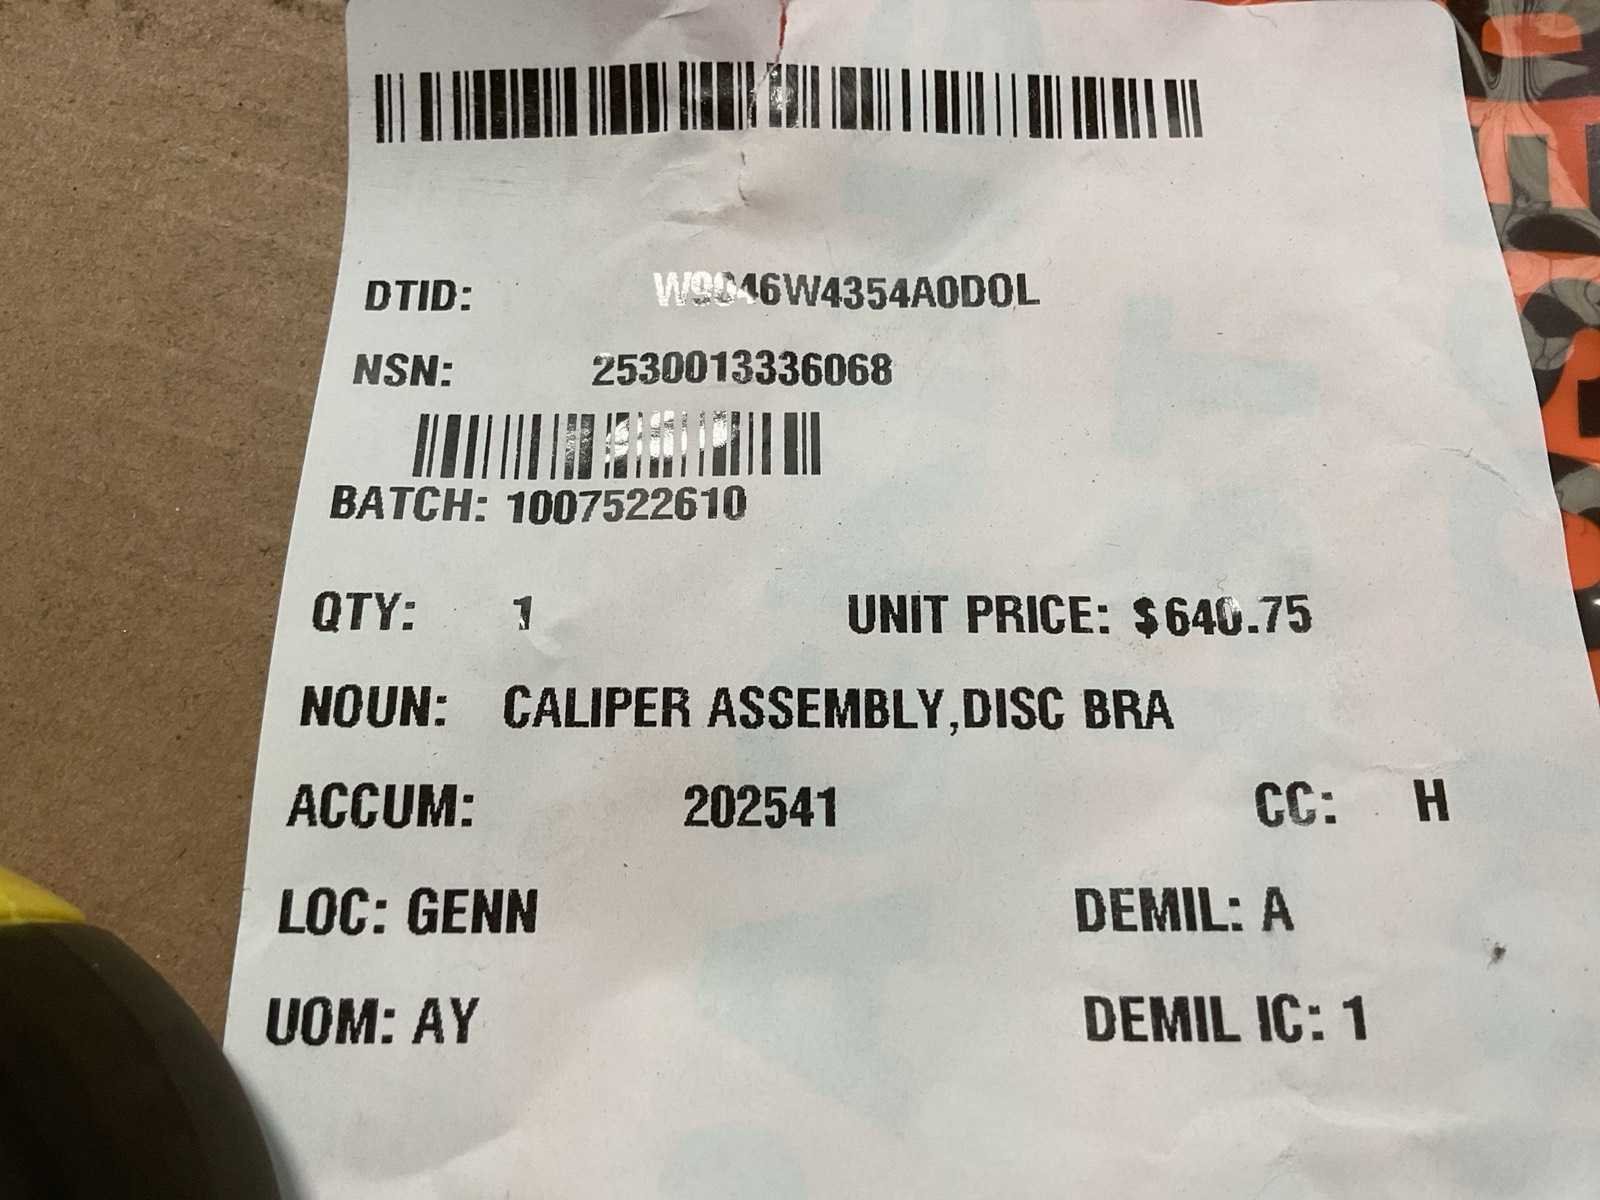 DTID: W9046W4354A0D0L
NSN: 2530013336068
BATCH: 1007522610
QTY: 1 UNIT PRICE: $640.75
NOUN: CALIPER ASSEMBLY,DISC BRA
ACCUM: 202541 CC: H
LOC: GENN DEMIL: A
UOM: AY DEMIL IC: 1